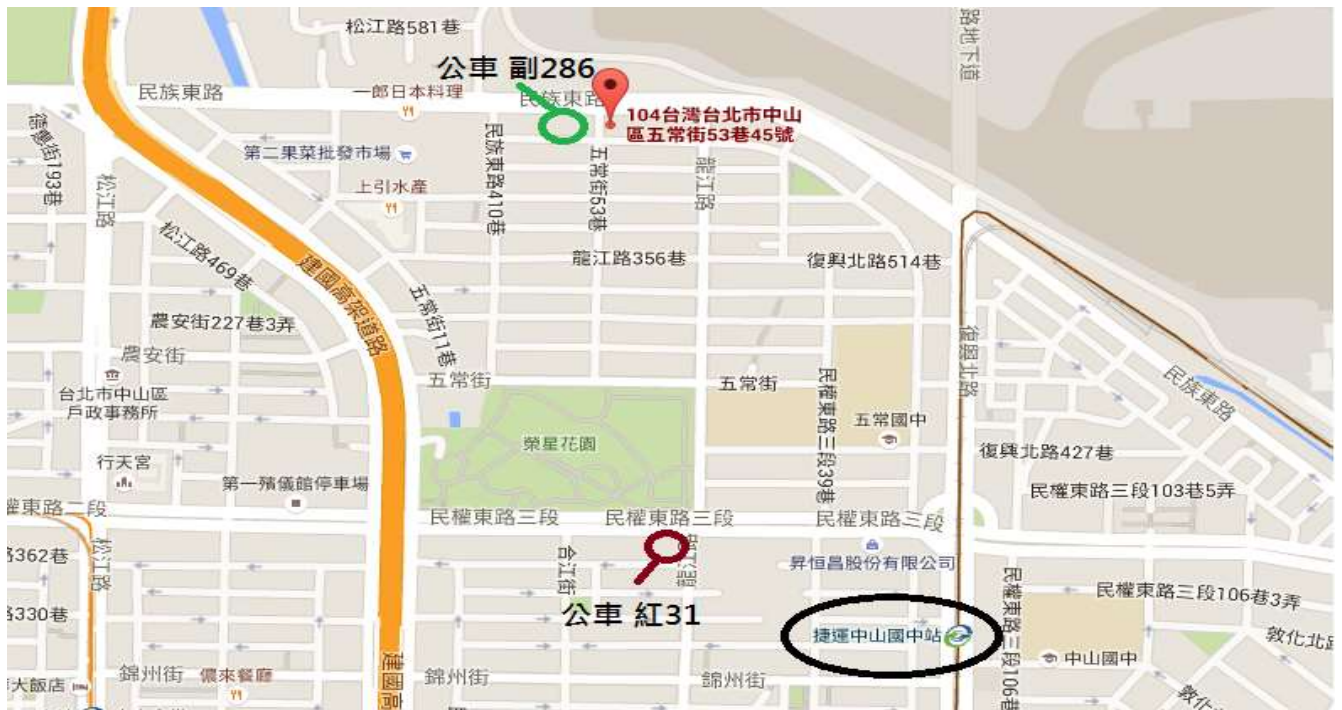 松江路581巷
路地下道
公車 副286
民族東路
一郎日本料理
民族東路
104台灣台北市中山
區五常街53巷45號
德惠街193巷
第二果菜批發市場
民族東路410巷
五常街53巷
龍江路
上引水產
松江路
松江路469巷
建國高架道路
龍江路356巷
復興北路514巷
五常街11巷
農安街227巷3弄
農安街
復興北路
台北市中山區
戶政事務所
五常街
五常街
民權東路三段39巷
民族東路
五常國中
行天宮
榮星花園
復興北路427巷
第一殯儀館停車場
民權東路三段103巷5弄
權東路二段
民權東路三段
民權東路三段
民權東路三段
362巷
松江路
合江街
龍江路
昇恒昌股份有限公司
民權東路三段106巷
民權東路三段106巷3弄
330巷
公車 紅31
捷運中山國中站
敦化北路
中山國中
錦州街
儂來餐廳
建國高
錦州街
錦州街
大飯店
敦化